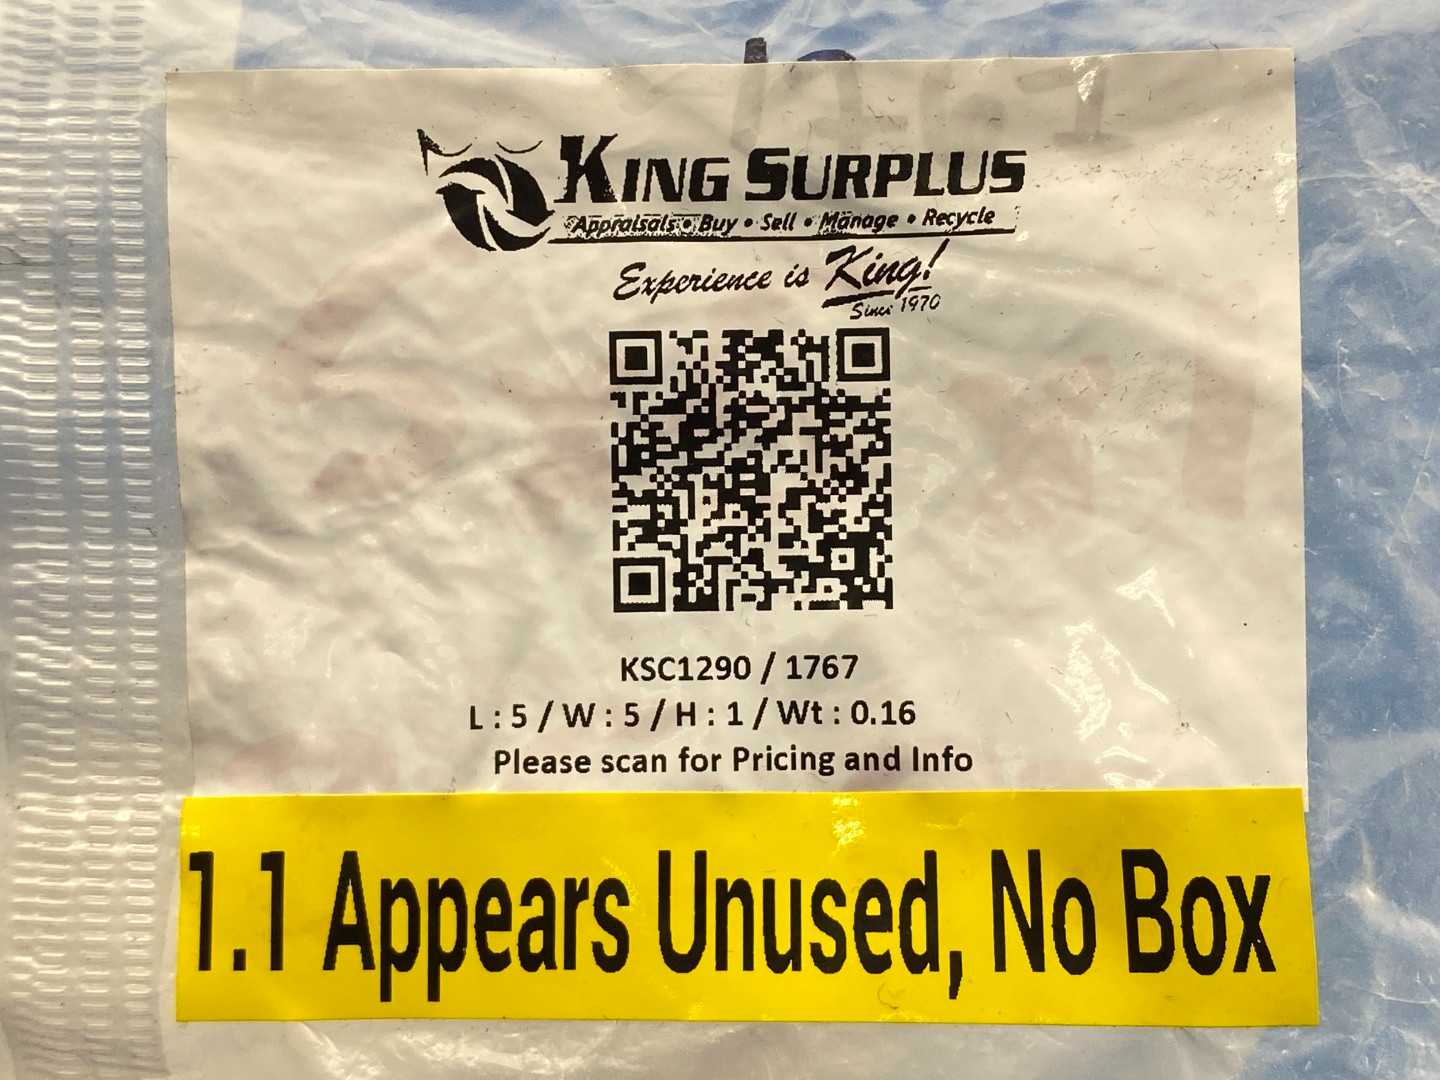 KING SURPLUS
Appraisals • Buy • Sell • Manage • Recycle
Experience is King!
Since 1970
KSC1290 / 1767
L : 5 / W : 5 / H : 1 / Wt : 0.16
Please scan for Pricing and Info
1.1 Appears Unused, No Box